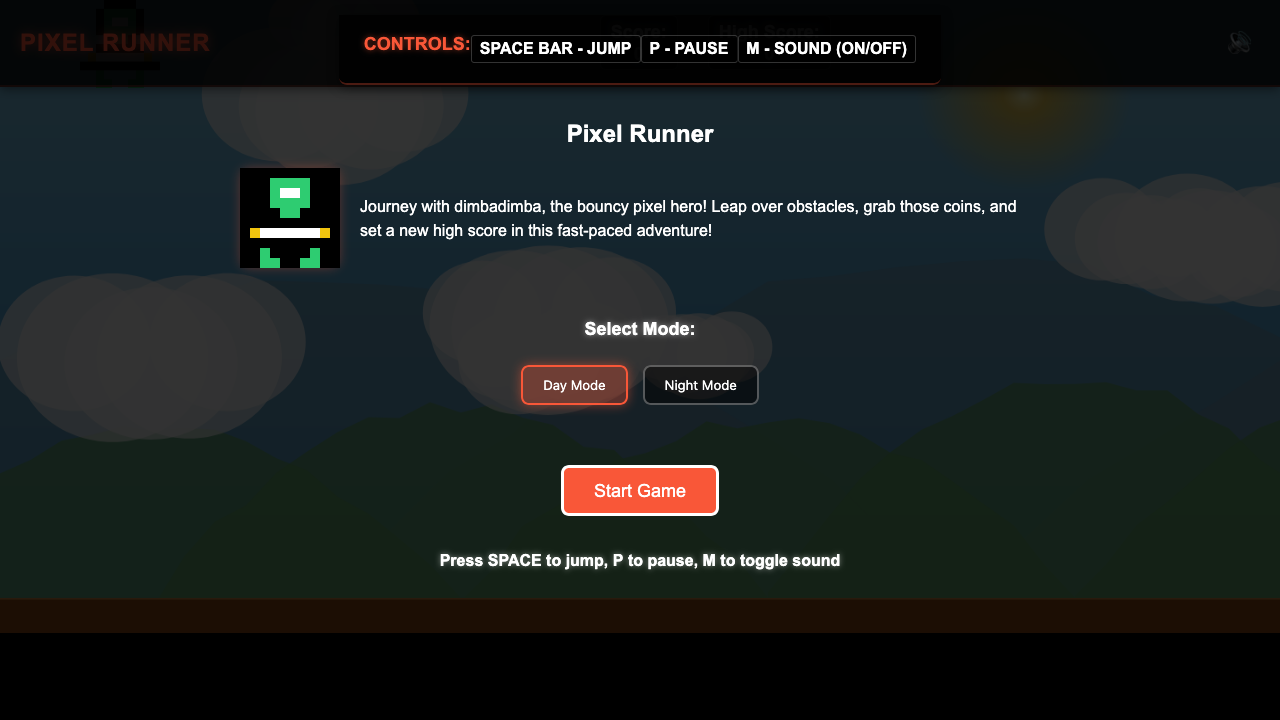 PIXEL RUNNER
Score: High Score:
CONTROLS: SPACE BAR - JUMP P - PAUSE M - SOUND (ON/OFF)
Pixel Runner
Journey with dimbadimba, the bouncy pixel hero! Leap over obstacles, grab those coins, and
set a new high score in this fast-paced adventure!
Select Mode:
Day Mode Night Mode
Start Game
Press SPACE to jump, P to pause, M to toggle sound